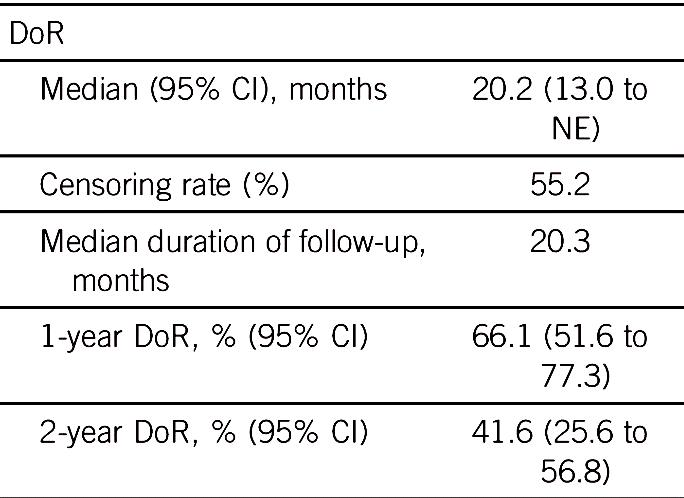 DoR
Median (95% CI), months 20.2 (13.0 to
NE)
Censoring rate (%) 55.2
Median duration of follow-up, 20.3
months
1-year DoR, % (95% CI) 66.1 (51.6 to
77.3)
2-year DoR, % (95% CI) 41.6 (25.6 to
56.8)